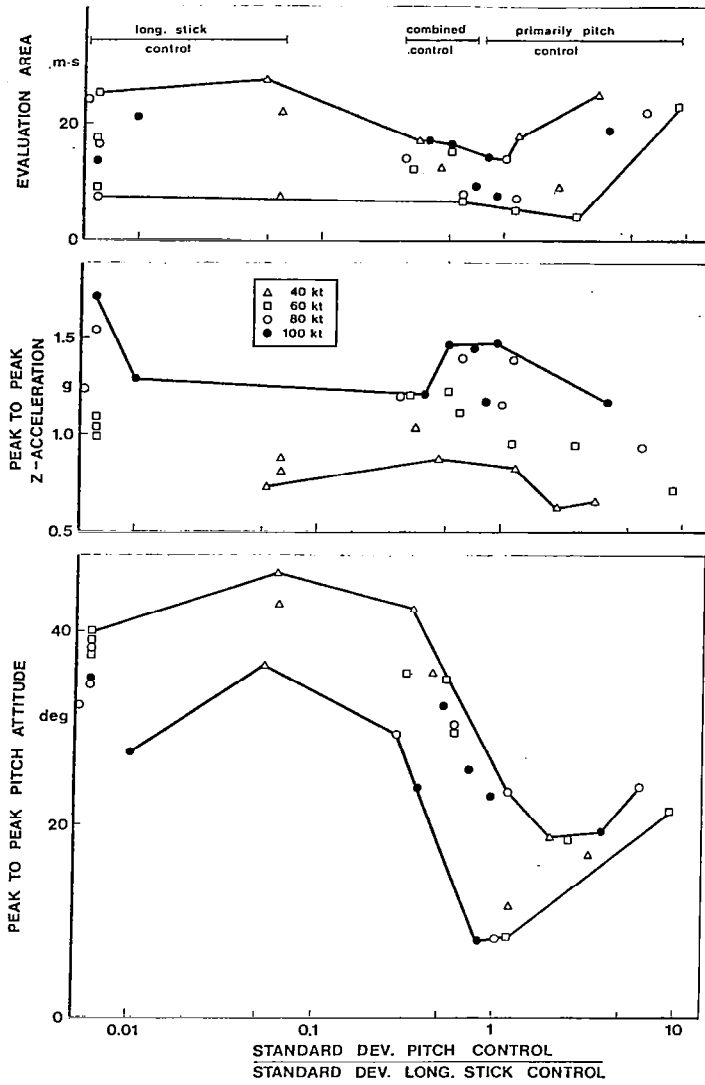 long. stick
control
combined
control
primarily pitch
control
EVALUATION AREA
m-s
20
0
PEAK TO PEAK
Z-ACCELERATION
g
1.5
1.0
0.5
40 kt
60 kt
80 kt
100 kt
PEAK TO PEAK PITCH ATTITUDE
deg
40
20
0
0.01
0.1
1
10
STANDARD DEV. PITCH CONTROL
STANDARD DEV. LONG. STICK CONTROL